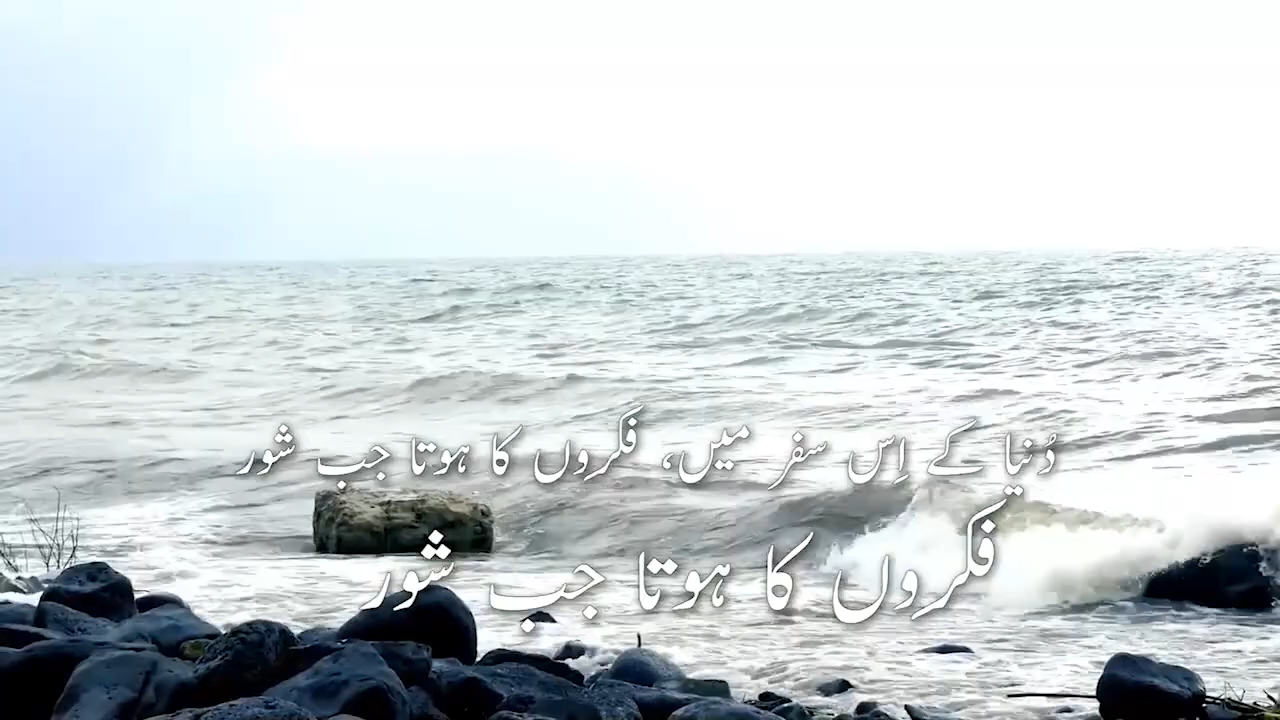 دُنیا کے اِس سفر میں، فکروں کا ہوتا جب شور
فکروں کا ہوتا جب شور